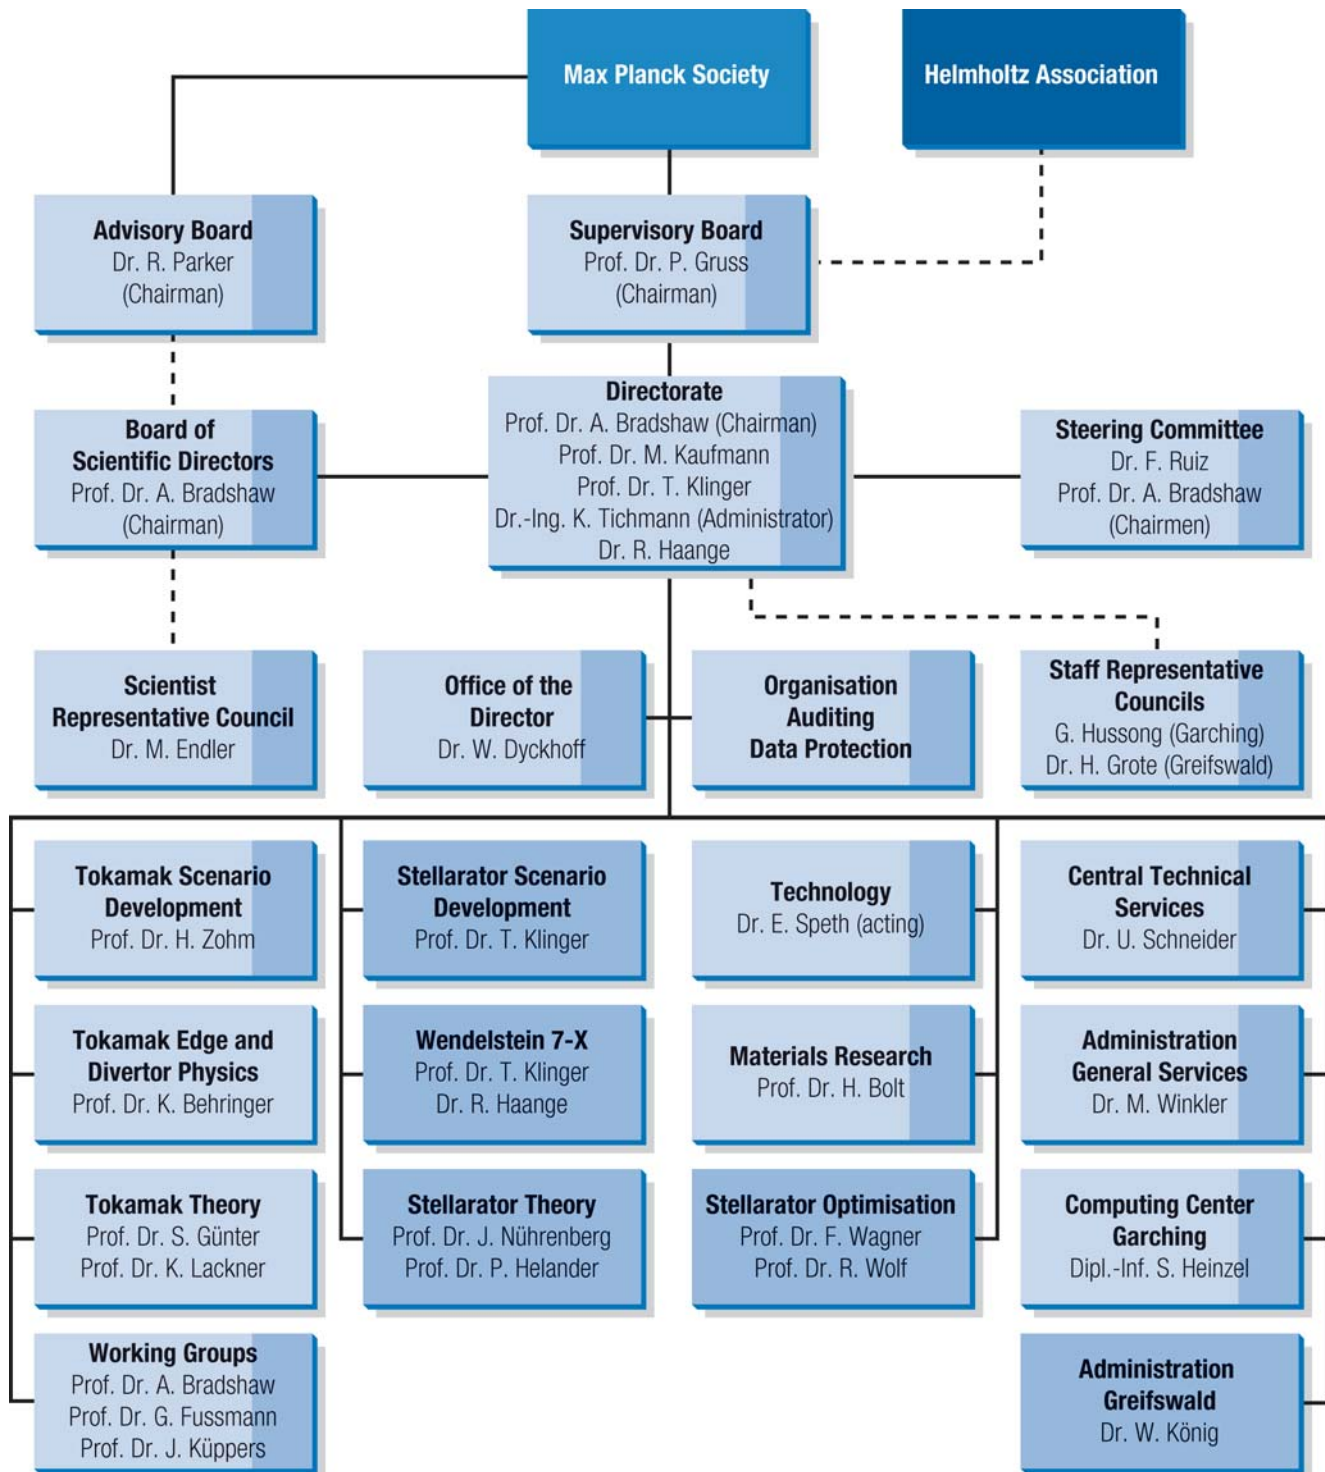 Max Planck Society
Helmholtz Association
Advisory Board
Dr. R. Parker
(Chairman)
Supervisory Board
Prof. Dr. P. Gruss
(Chairman)
Board of
Scientific Directors
Prof. Dr. A. Bradshaw
(Chairman)
Directorate
Prof. Dr. A. Bradshaw (Chairman)
Prof. Dr. M. Kaufmann
Prof. Dr. T. Klinger
Dr.-Ing. K. Tichmann (Administrator)
Dr. R. Haange
Steering Committee
Dr. F. Ruiz
Prof. Dr. A. Bradshaw
(Chairmen)
Scientist
Representative Council
Dr. M. Endler
Office of the
Director
Dr. W. Dyckhoff
Organisation
Auditing
Data Protection
Staff Representative
Councils
G. Hussong (Garching)
Dr. H. Grote (Greifswald)
Tokamak Scenario
Development
Prof. Dr. H. Zohm
Stellarator Scenario
Development
Prof. Dr. T. Klinger
Technology
Dr. E. Speth (acting)
Central Technical
Services
Dr. U. Schneider
Tokamak Edge and
Divertor Physics
Prof. Dr. K. Behringer
Wendelstein 7-X
Prof. Dr. T. Klinger
Dr. R. Haange
Materials Research
Prof. Dr. H. Bolt
Administration
General Services
Dr. M. Winkler
Tokamak Theory
Prof. Dr. S. Günter
Prof. Dr. K. Lackner
Stellarator Theory
Prof. Dr. J. Nührenberg
Prof. Dr. P. Helander
Stellarator Optimisation
Prof. Dr. F. Wagner
Prof. Dr. R. Wolf
Computing Center
Garching
Dipl.-Inf. S. Heinzel
Working Groups
Prof. Dr. A. Bradshaw
Prof. Dr. G. Fussmann
Prof. Dr. J. Küppers
Administration
Greifswald
Dr. W. König